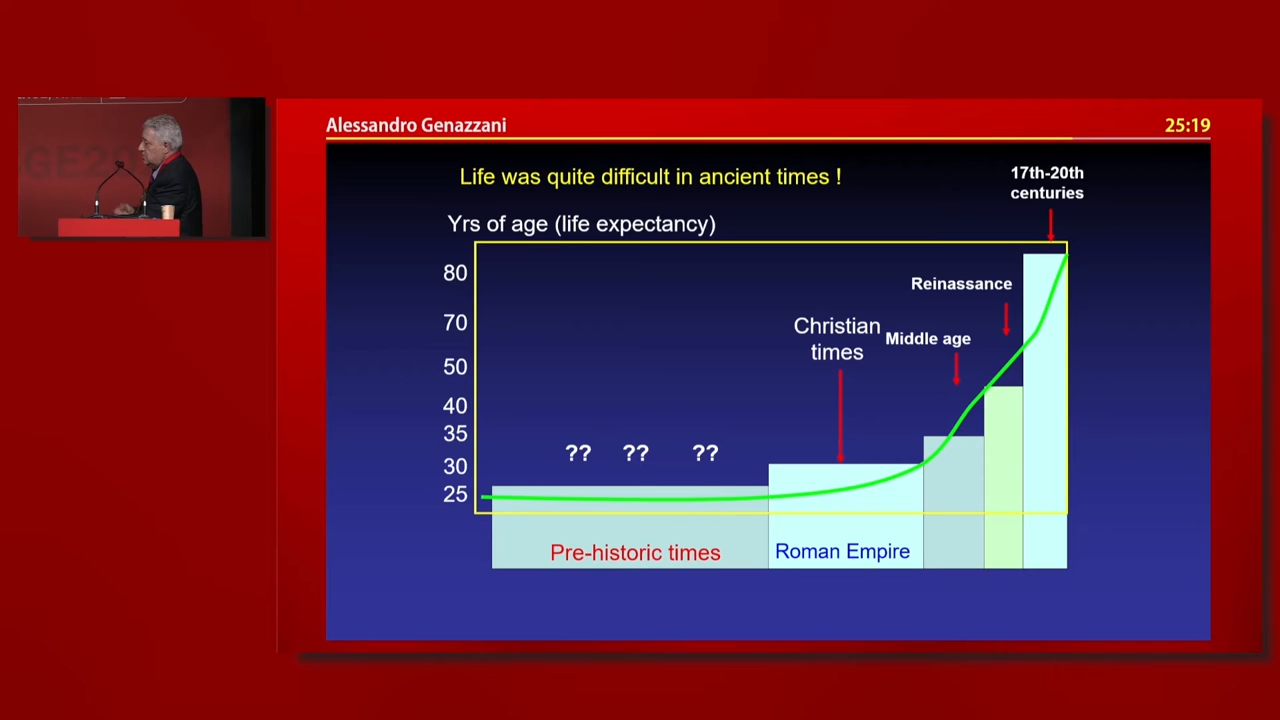 Alessandro Genazzani
25:19
Life was quite difficult in ancient times !
17th-20th
centuries
Yrs of age (life expectancy)
80
70
50
40
35
30
25
Reinassance
Christian
times
Middle age
?? ?? ??
Pre-historic times
Roman Empire